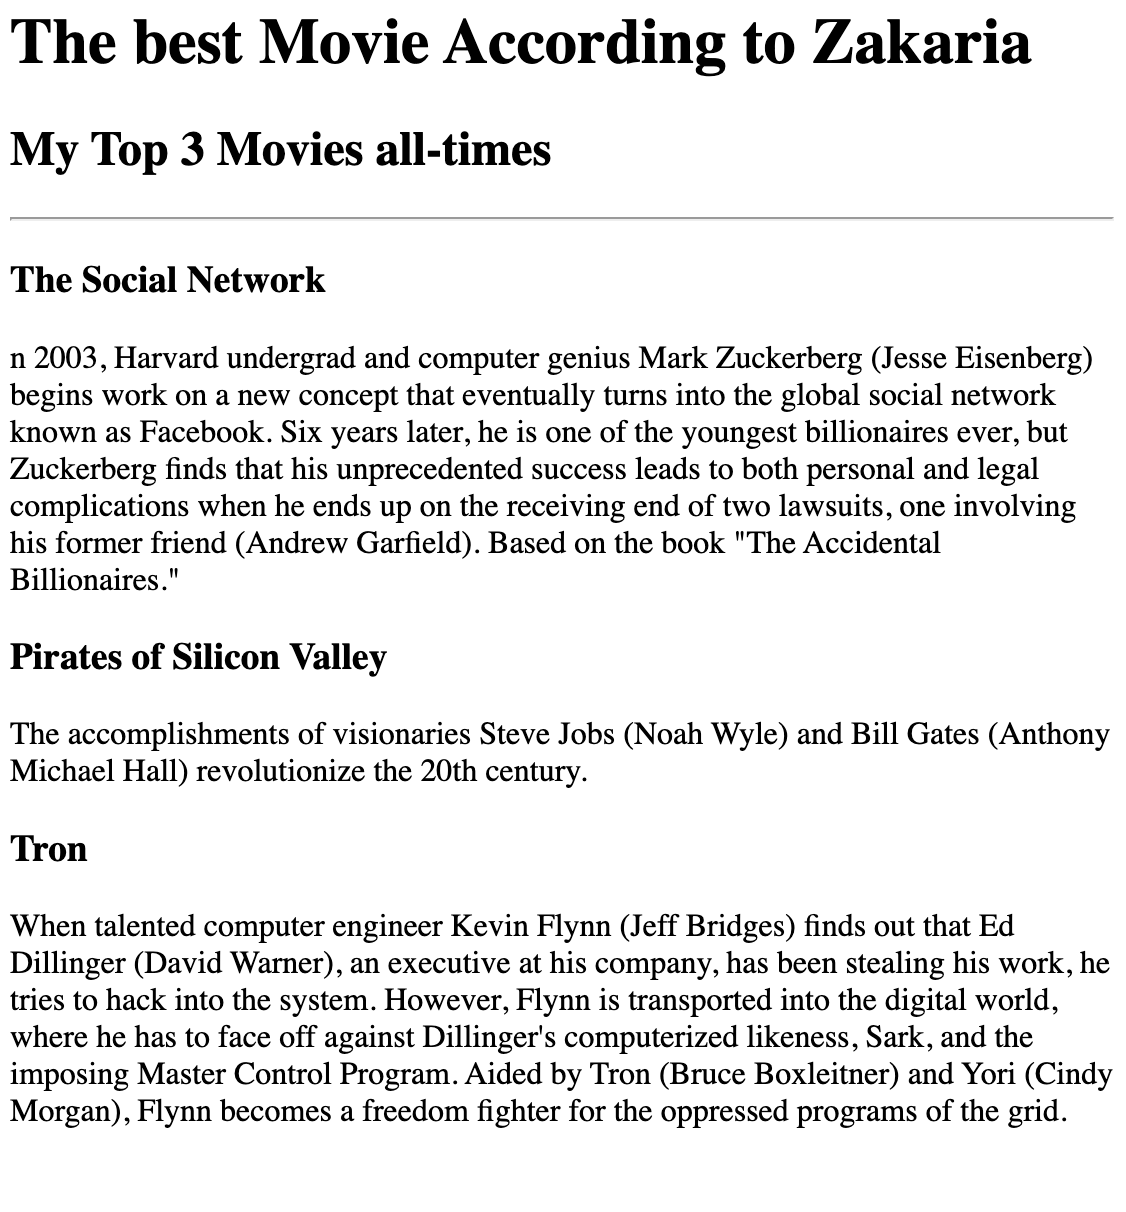 The best Movie According to Zakaria
My Top 3 Movies all-times
The Social Network
n 2003, Harvard undergrad and computer genius Mark Zuckerberg (Jesse Eisenberg)
begins work on a new concept that eventually turns into the global social network
known as Facebook. Six years later, he is one of the youngest billionaires ever, but
Zuckerberg finds that his unprecedented success leads to both personal and legal
complications when he ends up on the receiving end of two lawsuits, one involving
his former friend (Andrew Garfield). Based on the book "The Accidental
Billionaires."
Pirates of Silicon Valley
The accomplishments of visionaries Steve Jobs (Noah Wyle) and Bill Gates (Anthony
Michael Hall) revolutionize the 20th century.
Tron
When talented computer engineer Kevin Flynn (Jeff Bridges) finds out that Ed
Dillinger (David Warner), an executive at his company, has been stealing his work, he
tries to hack into the system. However, Flynn is transported into the digital world,
where he has to face off against Dillinger's computerized likeness, Sark, and the
imposing Master Control Program. Aided by Tron (Bruce Boxleitner) and Yori (Cindy
Morgan), Flynn becomes a freedom fighter for the oppressed programs of the grid.